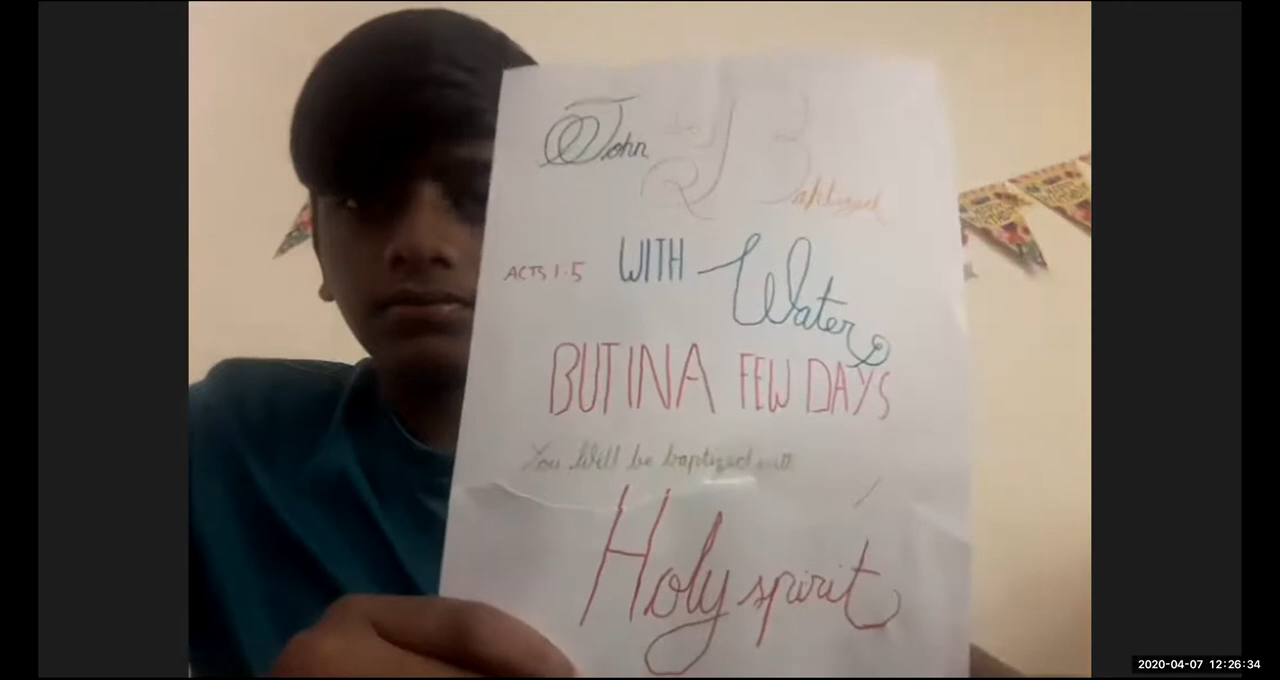 John Baptized
ACTS 1:5 WITH Water
BUT IN A FEW DAYS
You Will be baptized with
Holy spirit
2020-04-07 12:26:34